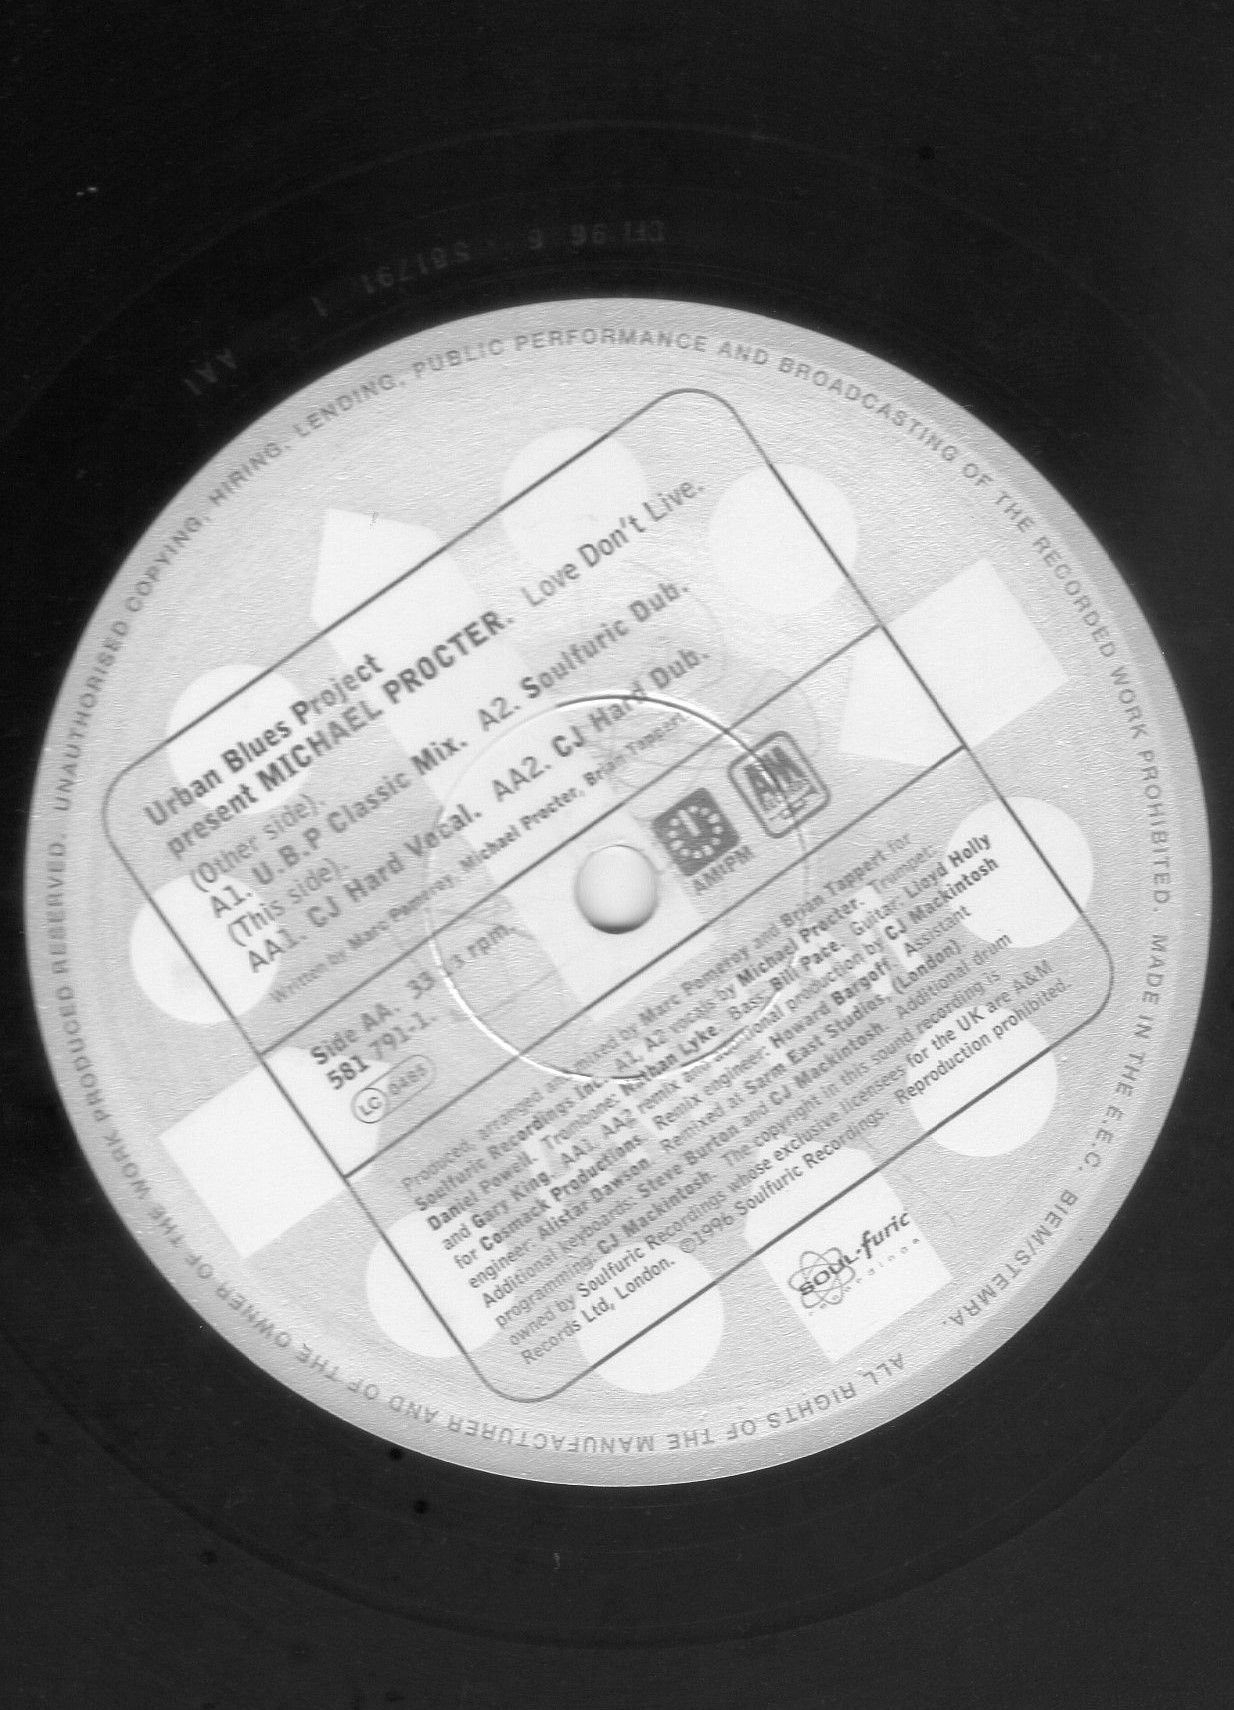 Urban Blues Project
present MICHAEL PROCTER. Love Don't Live.
(Other side).
A1. U.B.P Classic Mix. A2. Soulfuric Dub.
(This side).
AA1. CJ Hard Vocal. AA2. CJ Hard Dub.
Written by Marc Pomeroy, Michael Procter, Brian Tappert
Side AA. 33 1/3 rpm.
581 791-1.
LC 0485
AM:PM
A&M
Produced, arranged and mixed by Marc Pomeroy and Brian Tappert for
Soulfuric Recordings Inc. A1, A2 vocals by Michael Procter. Trumpet:
Daniel Powell. Trombone: Nathan Lyke. Bass: Bill Pace. Guitar: Lloyd Holly
and Gary King. AA1, AA2 remix and additional production by CJ Mackintosh
for Cosmack Productions. Remix engineer: Howard Bargoff. Assistant
engineer: Alistar Dawson. Remixed at Sarm East Studios, (London).
Additional keyboards: Steve Burton and CJ Mackintosh. Additional drum
programming: CJ Mackintosh. The copyright in this sound recording is
owned by Soulfuric Recordings whose exclusive licensees for the UK are A&M
Records Ltd, London. ℗1996 Soulfuric Recordings. Reproduction prohibited.
SOUL-furic
recordings
ALL RIGHTS OF THE MANUFACTURER AND OF THE OWNER OF THE WORK PRODUCED RESERVED. UNAUTHORISED COPYING, HIRING, LENDING, PUBLIC PERFORMANCE AND BROADCASTING OF THE RECORDED WORK PROHIBITED. MADE IN THE E.E.C. BIEM/STEMRA.
AA1 1 581791